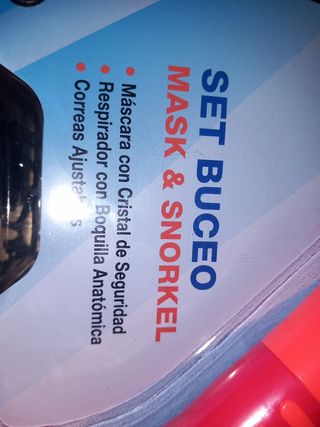 SET BUCEO
MASK & SNORKEL
• Máscara con Cristal de Seguridad
• Respirador con Boquilla Anatómica
• Correas